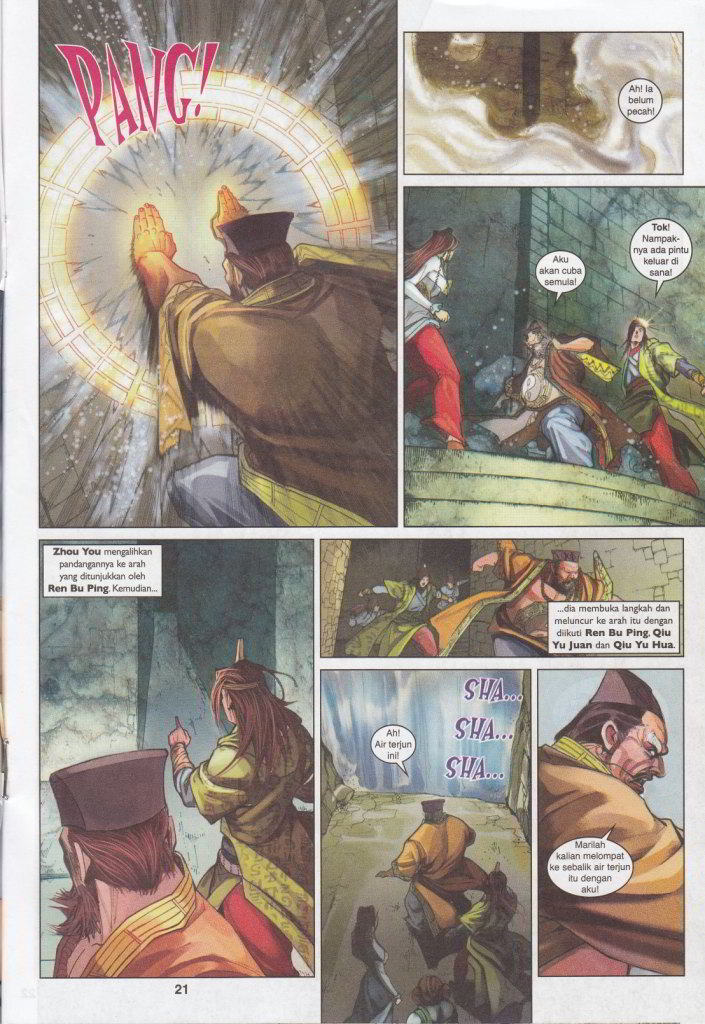 PANG!
Ah! Ia
belum
pecah!
Aku
akan cuba
semula!
Tok!
Nampak-
nya ada pintu
keluar di
sana!
Zhou You mengalihkan
pandangannya ke arah
yang ditunjukkan oleh
Ren Bu Ping. Kemudian...
...dia membuka langkah dan
meluncur ke arah itu dengan
diikuti Ren Bu Ping, Qiu
Yu Juan dan Qiu Yu Hua.
Ah!
Air terjun
ini!
SHA...
SHA...
SHA...
Marilah
kalian melompat
ke sebalik air terjun
itu dengan
aku!
21